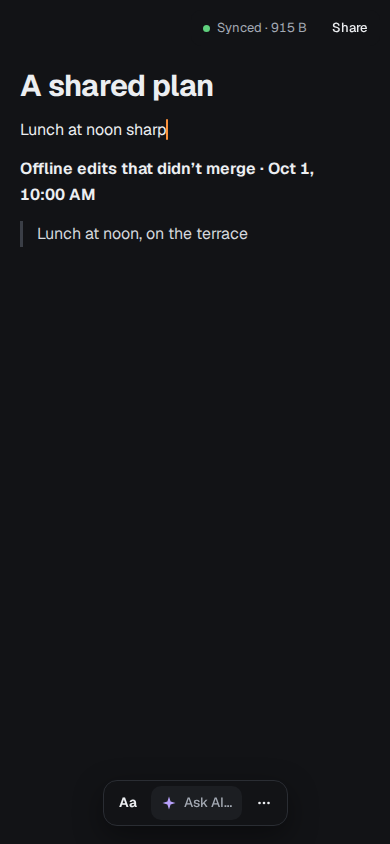 Synced · 915 B
Share
A shared plan
Lunch at noon sharp
Offline edits that didn’t merge · Oct 1,
10:00 AM
Lunch at noon, on the terrace
Aa
Ask AI...